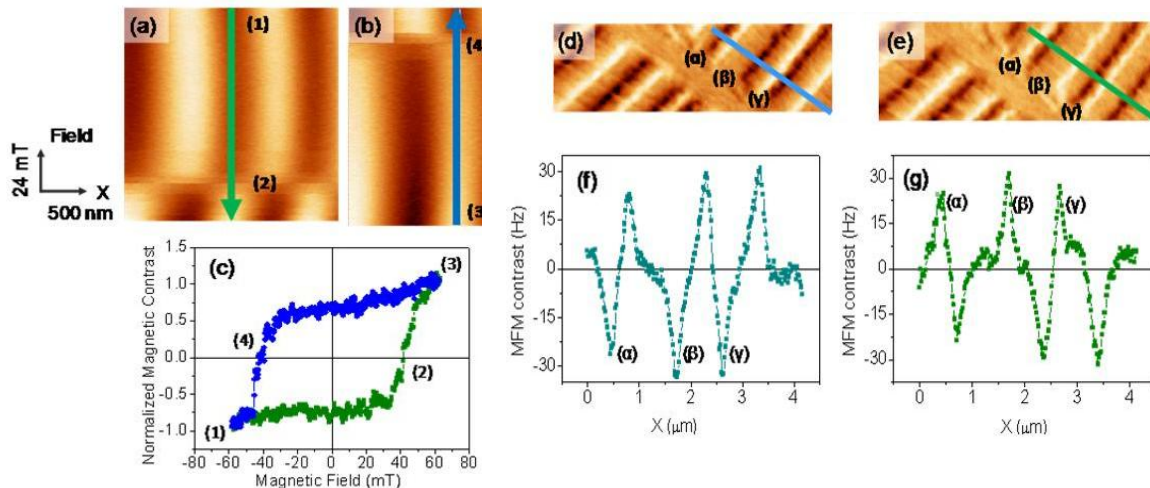 (a)
(1)
(2)
(b)
(4
(3
Field
24 mT
X
500 nm
(c)
Normalized Magnetic Contrast
1.5
1.0
0.5
0.0
-0.5
-1.0
(1)
(2)
(3)
(4)
-80 -60 -40 -20 0 20 40 60 80
Magnetic Field (mT)
(d)
(α)
(β)
(γ)
(e)
(α)
(β)
(γ)
(f)
MFM contrast (Hz)
30
15
0
-15
-30
(α)
(β)
(γ)
0 1 2 3 4
X (μm)
(g)
MFM contrast (Hz)
30
15
0
-15
-30
(α)
(β)
(γ)
0 1 2 3 4
X (μm)